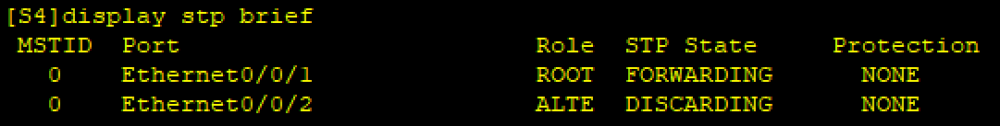 [S4]display stp brief
MSTID  Port                        Role  STP State     Protection
0    Ethernet0/0/1               ROOT  FORWARDING      NONE
0    Ethernet0/0/2               ALTE  DISCARDING      NONE